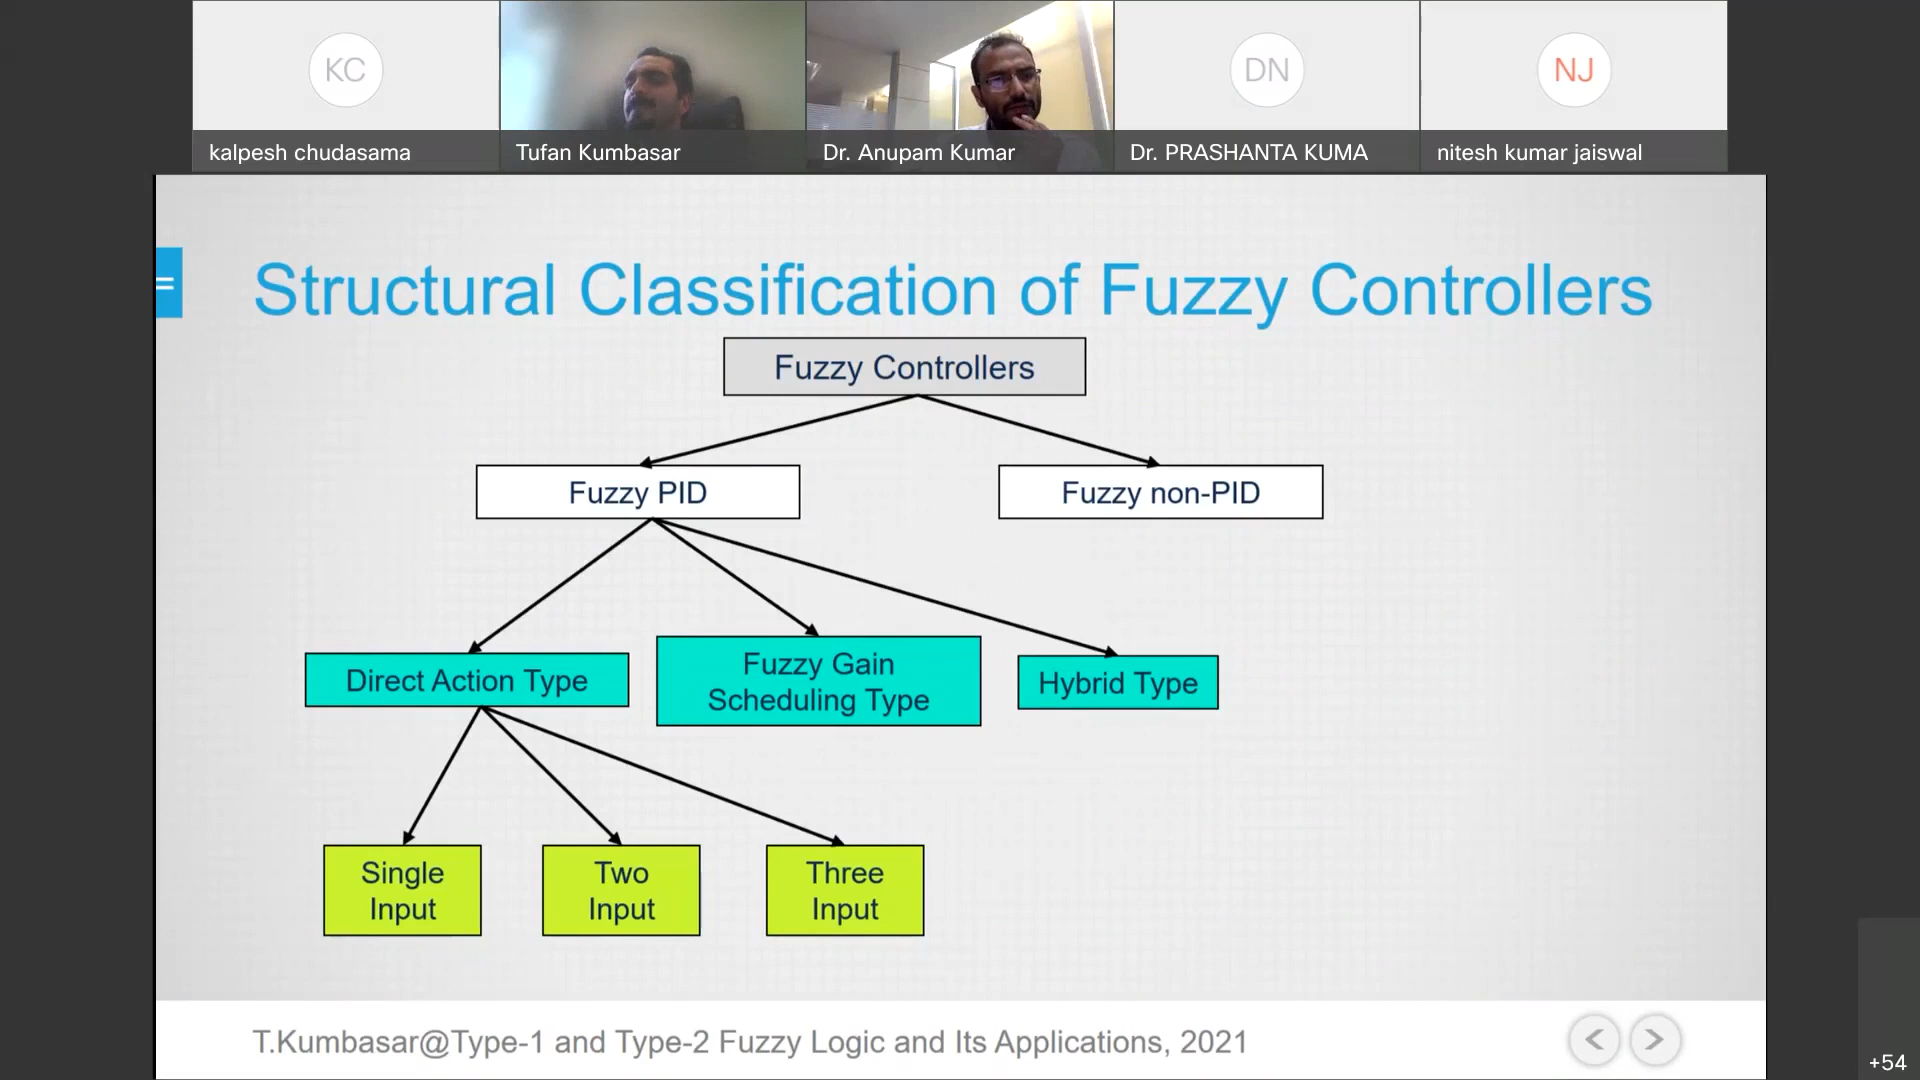 KC
DN
NJ
kalpesh chudasama
Tufan Kumbasar
Dr. Anupam Kumar
Dr. PRASHANTA KUMA
nitesh kumar jaiswal
Structural Classification of Fuzzy Controllers
Fuzzy Controllers
Fuzzy PID
Fuzzy non-PID
Direct Action Type
Fuzzy Gain
Scheduling Type
Hybrid Type
Single
Input
Two
Input
Three
Input
T.Kumbasar@Type-1 and Type-2 Fuzzy Logic and Its Applications, 2021
+54